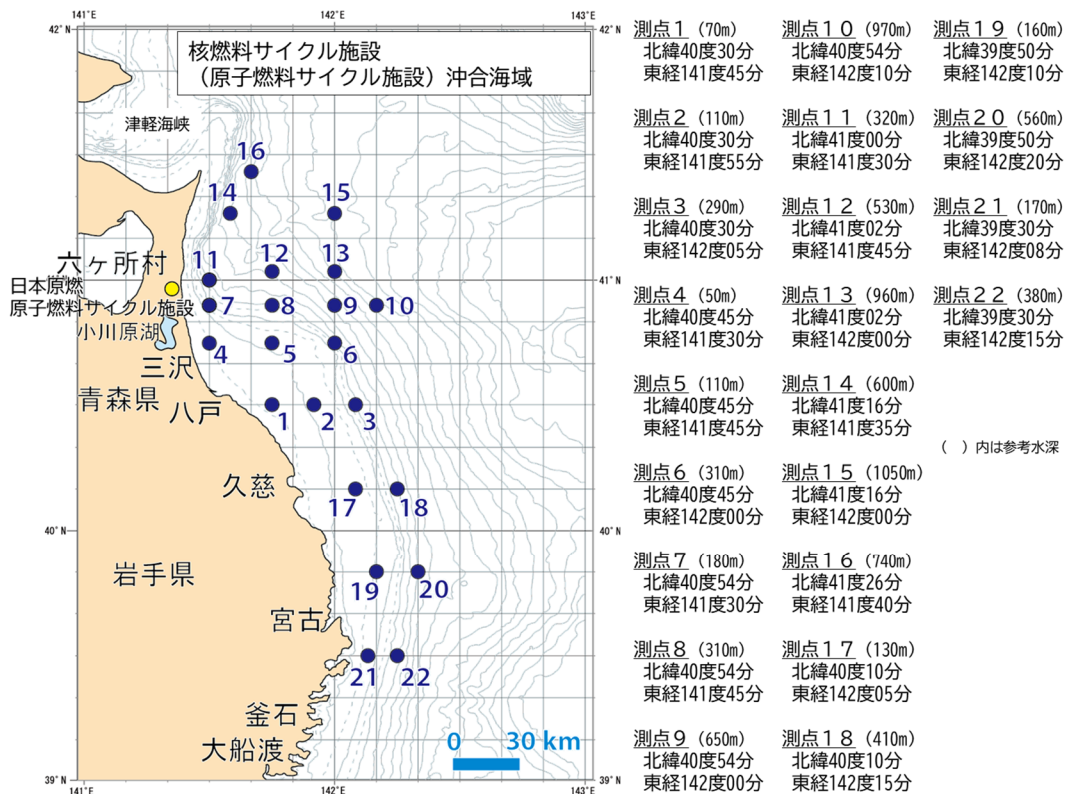 141°E
142°E
143°E
42°N
核燃料サイクル施設
（原子燃料サイクル施設）沖合海域
津軽海峡
16
14
15
六ヶ所村
11
12
13
41°N
41°N
日本原燃
原子燃料サイクル施設
7
8
9
10
小川原湖
4
5
6
三沢
青森県
八戸
1
2
3
久慈
17
18
40°N
40°N
岩手県
19
20
宮古
21
22
釜石
大船渡
0 30 km
39°N
39°N
141°E
142°E
143°E
測点１（70m）
北緯40度30分
東経141度45分
測点２（110m）
北緯40度30分
東経141度55分
測点３（290m）
北緯40度30分
東経142度05分
測点４（50m）
北緯40度45分
東経141度30分
測点５（110m）
北緯40度45分
東経141度45分
測点６（310m）
北緯40度45分
東経142度00分
測点７（180m）
北緯40度54分
東経141度30分
測点８（310m）
北緯40度54分
東経141度45分
測点９（650m）
北緯40度54分
東経142度00分
測点１０（970m）
北緯40度54分
東経142度10分
測点１１（320m）
北緯41度00分
東経141度30分
測点１２（530m）
北緯41度02分
東経141度45分
測点１３（960m）
北緯41度02分
東経142度00分
測点１４（600m）
北緯41度16分
東経141度35分
測点１５（1050m）
北緯41度16分
東経142度00分
測点１６（740m）
北緯41度26分
東経141度40分
測点１７（130m）
北緯40度10分
東経142度05分
測点１８（410m）
北緯40度10分
東経142度15分
測点１９（160m）
北緯39度50分
東経142度10分
測点２０（560m）
北緯39度50分
東経142度20分
測点２１（170m）
北緯39度30分
東経142度08分
測点２２（380m）
北緯39度30分
東経142度15分
（　）内は参考水深